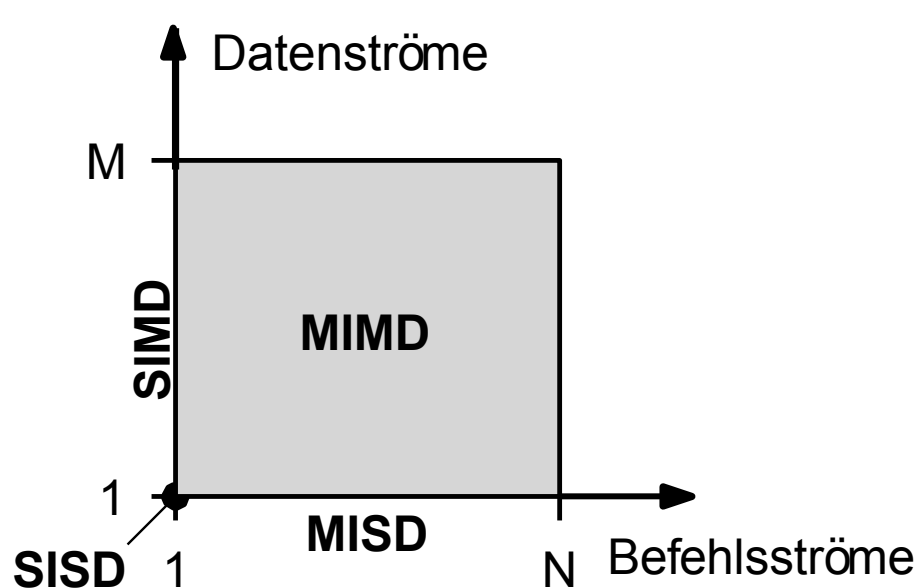 Datenströme
M
SIMD
MIMD
1
MISD
SISD 1 N Befehlsströme